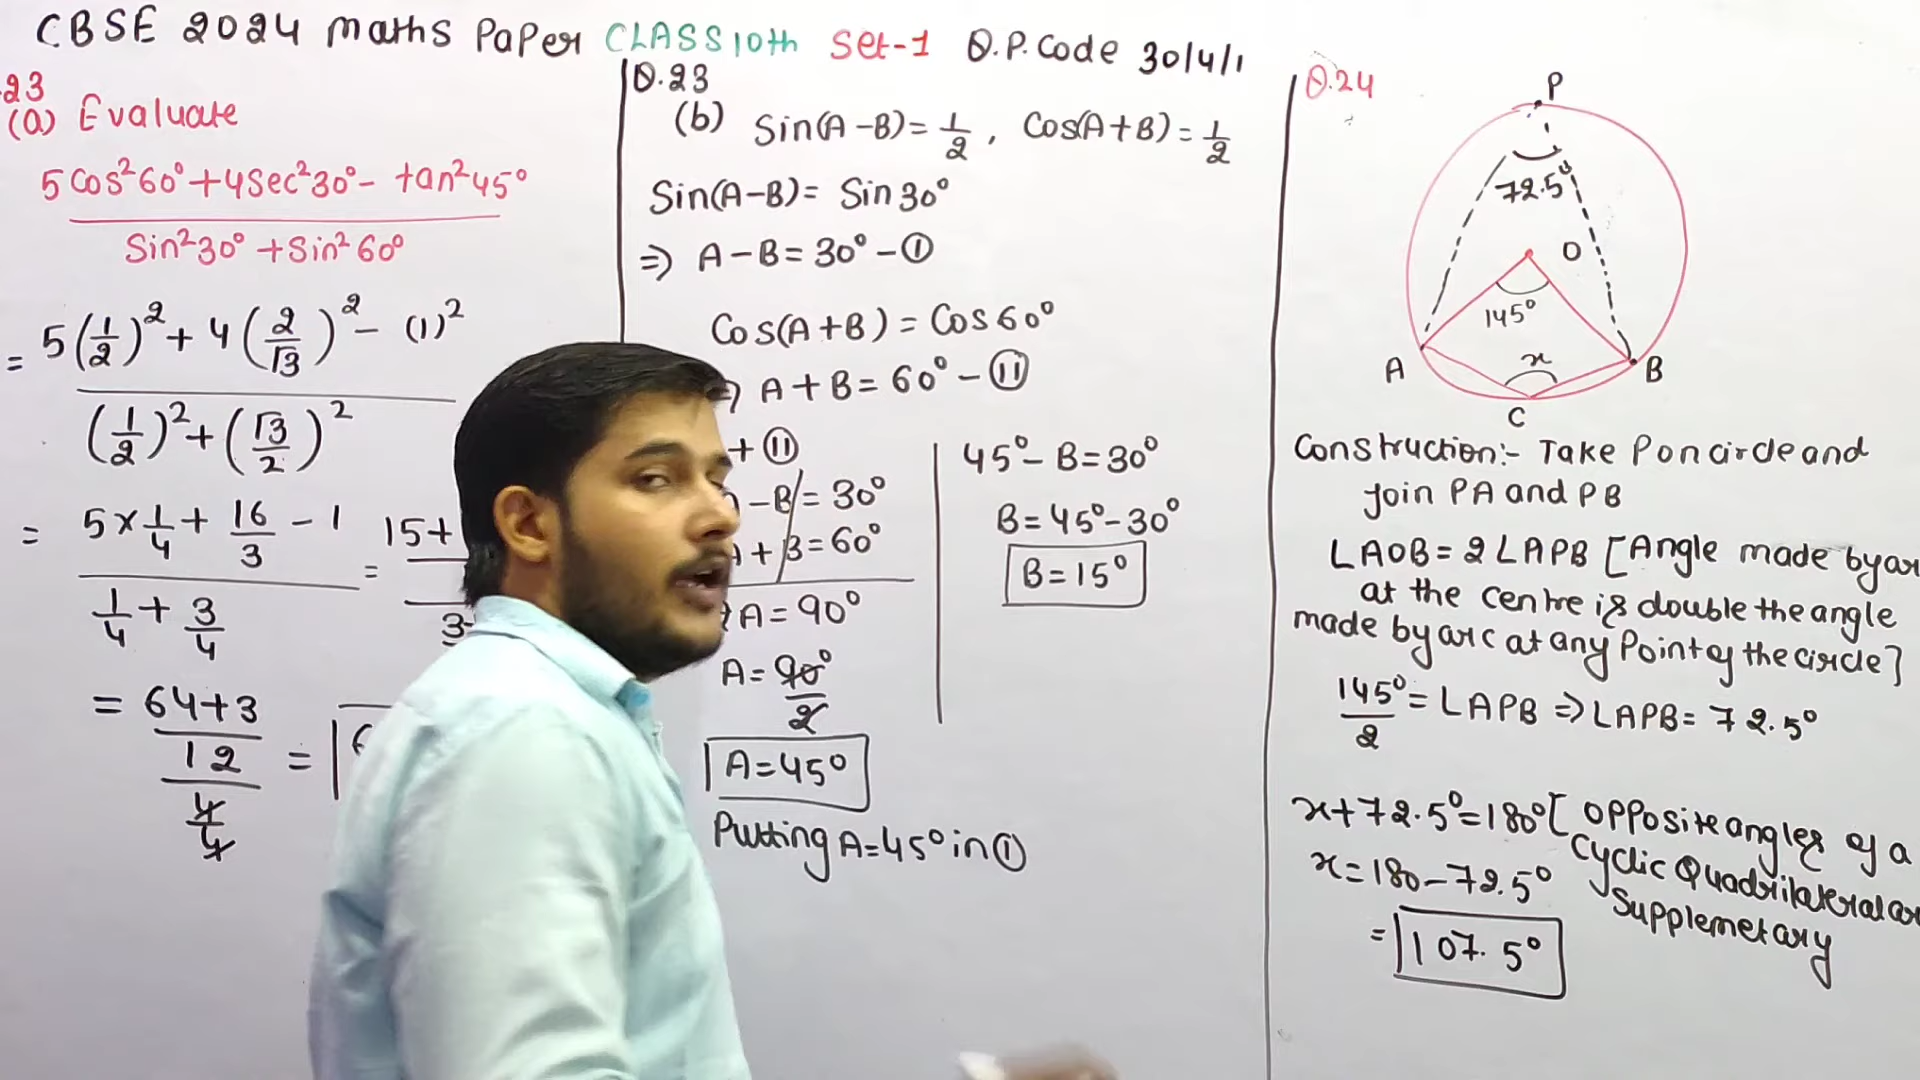 CBSE 2024 Maths Paper CLASS 10th Set-1 Q.P. Code 30/4/1
23
(a) Evaluate
5Cos²60°+4Sec²30°- tan²45°
Sin²30°+Sin²60°
= 5(1/2)²+4(2/√3)²-(1)²
(1/2)²+(√3/2)²
= 5×1/4+16/3-1
1/4+3/4
= 15+
3
= 64+3
12
4/4
=
Q.23
(b) Sin(A-B)=1/2, Cos(A+B)=1/2
Sin(A-B)= Sin30°
⇒ A-B=30°-①
Cos(A+B)=Cos60°
⇒ A+B=60°-⑪
+⑪
-B=30°
A+B=60°
A=90°
A=90°/2
A=45°
Putting A=45° in ①
45°-B=30°
B=45°-30°
B=15°
Q.24
P
72.5°
O
145°
A
x
B
C
Construction:- Take P on circle and
Join PA and PB
∠AOB=2∠APB [Angle made by ar
at the centre is double the angle
made by arc at any Point of the circle]
145°/2=∠APB⇒∠APB=72.5°
x+72.5°=180° [Opposite angles of a
Cyclic Quadrilateral ar
Supplemetary
x=180-72.5°
=107.5°